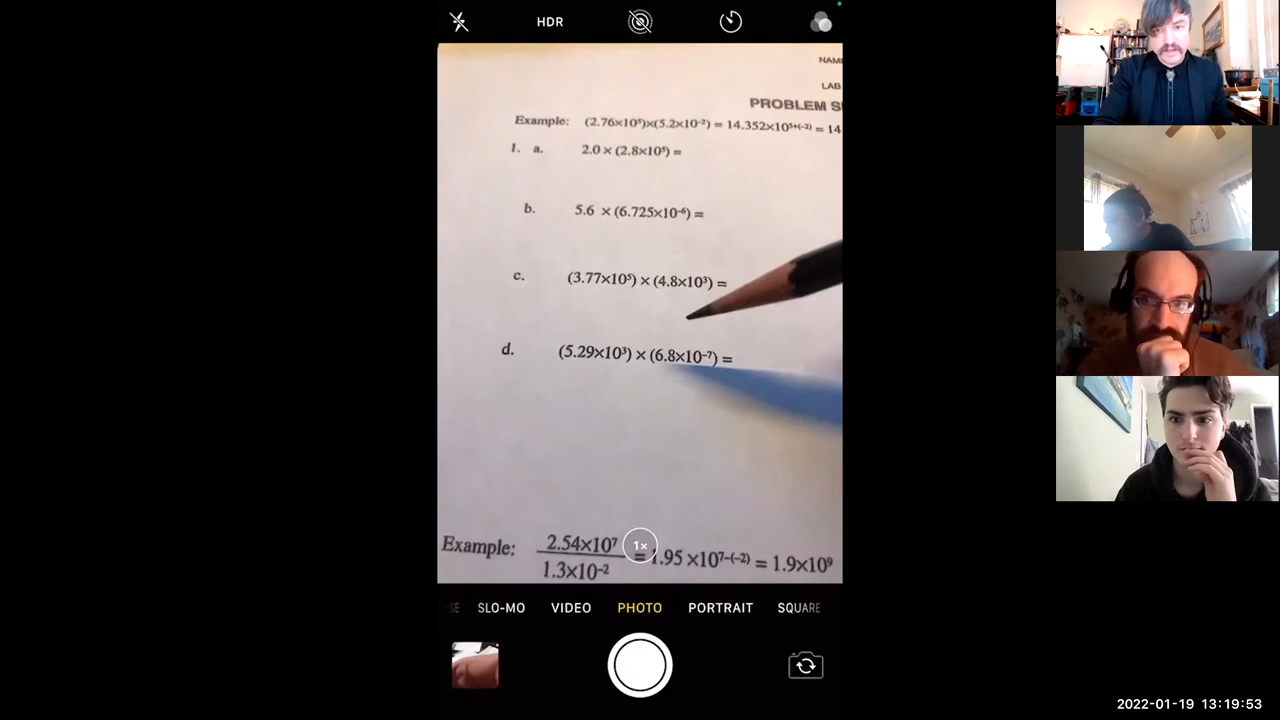 HDR
NAM
LAB
PROBLEM S
Example: (2.76×10⁵)×(5.2×10⁻²) = 14.352×10⁵⁺⁽⁻²⁾ = 14
1. a. 2.0 × (2.8×10⁵) =
b. 5.6 × (6.725×10⁻⁶) =
c. (3.77×10⁵) × (4.8×10³) =
d. (5.29×10³) × (6.8×10⁻⁷) =
Example: 2.54×10⁷ / 1.3×10⁻² = 1.95 ×10⁷⁻⁽⁻²⁾ = 1.9×10⁹
1×
SLO-MO VIDEO PHOTO PORTRAIT SQUARE
2022-01-19 13:19:53